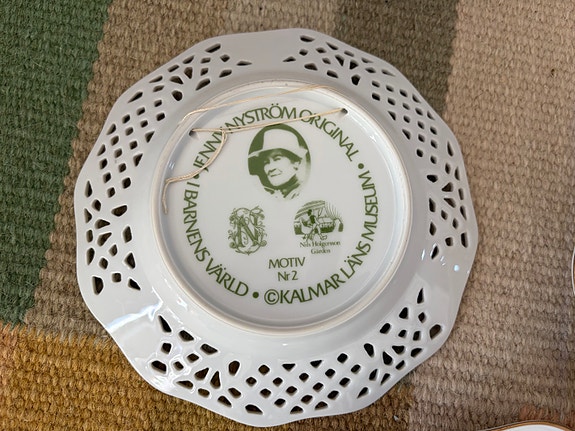 JENNY NYSTRÖM ORIGINAL • ©KALMAR LÄNS MUSEUM • I BARNENS VÄRLD •
Nils Holgersson
Gården
MOTIV
Nr 2